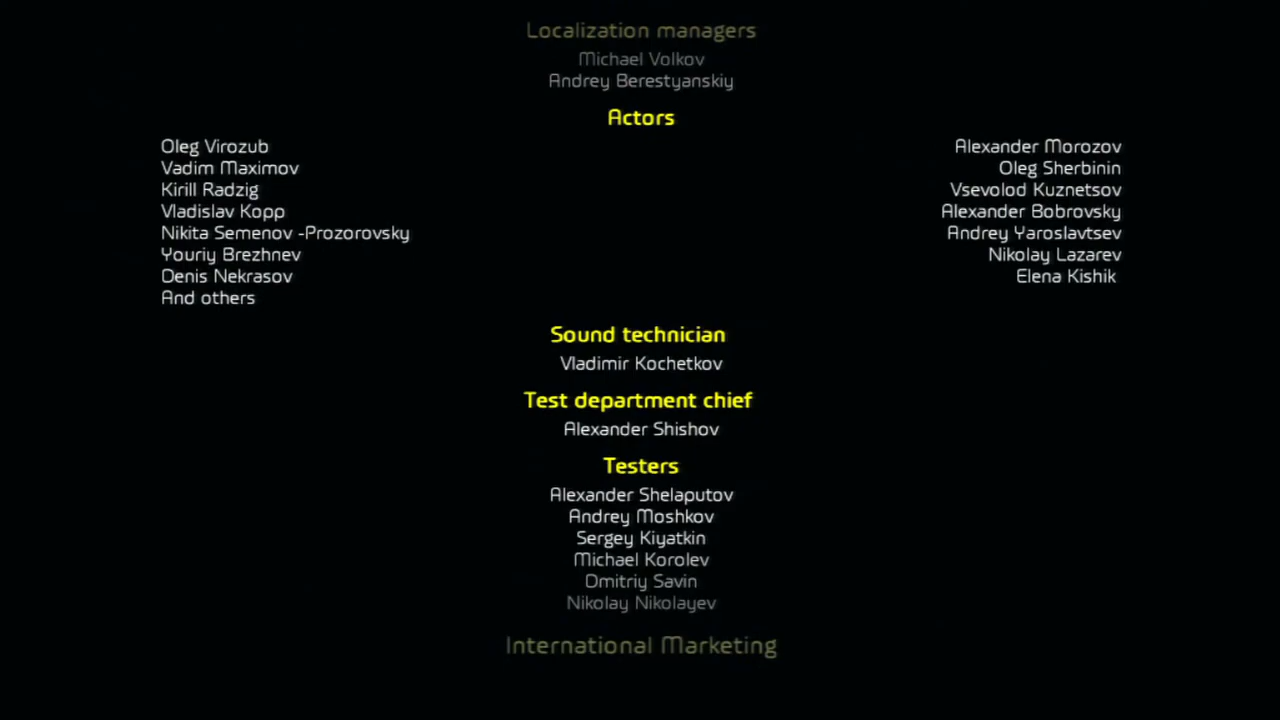 Localization managers
Michael Volkov
Andrey Berestyanskiy
Actors
Oleg Virozub
Vadim Maximov
Kirill Radzig
Vladislav Kopp
Nikita Semenov -Prozorovsky
Youriy Brezhnev
Denis Nekrasov
And others
Alexander Morozov
Oleg Sherbinin
Vsevolod Kuznetsov
Alexander Bobrovsky
Andrey Yaroslavtsev
Nikolay Lazarev
Elena Kishik
Sound technician
Vladimir Kochetkov
Test department chief
Alexander Shishov
Testers
Alexander Shelaputov
Andrey Moshkov
Sergey Kiyatkin
Michael Korolev
Dmitriy Savin
Nikolay Nikolayev
International Marketing